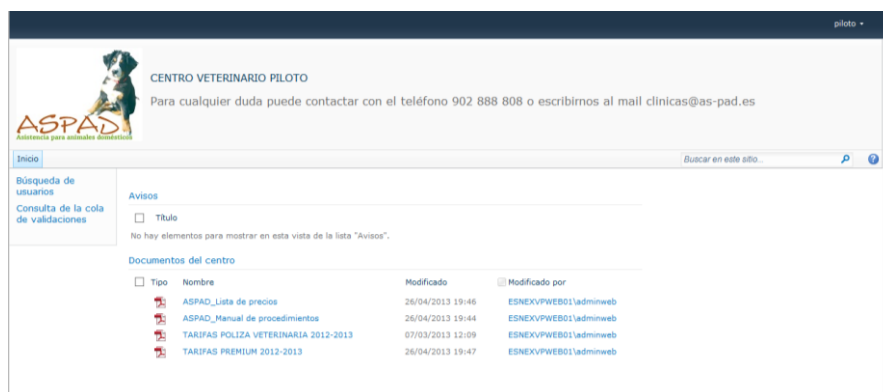 piloto
CENTRO VETERINARIO PILOTO
Para cualquier duda puede contactar con el teléfono 902 888 808 o escribirnos al mail clinicas@as-pad.es
ASPAD
Asistencia para animales domésticos
Inicio
Buscar en este sitio...
Búsqueda de
usuarios
Consulta de la cola
de validaciones
Avisos
Título
No hay elementos para mostrar en esta vista de la lista "Avisos".
Documentos del centro
Tipo Nombre Modificado Modificado por
ASPAD_Lista de precios 26/04/2013 19:46 ESNEXVPWEB01\adminweb
ASPAD_Manual de procedimientos 26/04/2013 19:44 ESNEXVPWEB01\adminweb
TARIFAS POLIZA VETERINARIA 2012-2013 07/03/2013 12:09 ESNEXVPWEB01\adminweb
TARIFAS PREMIUM 2012-2013 26/04/2013 19:47 ESNEXVPWEB01\adminweb